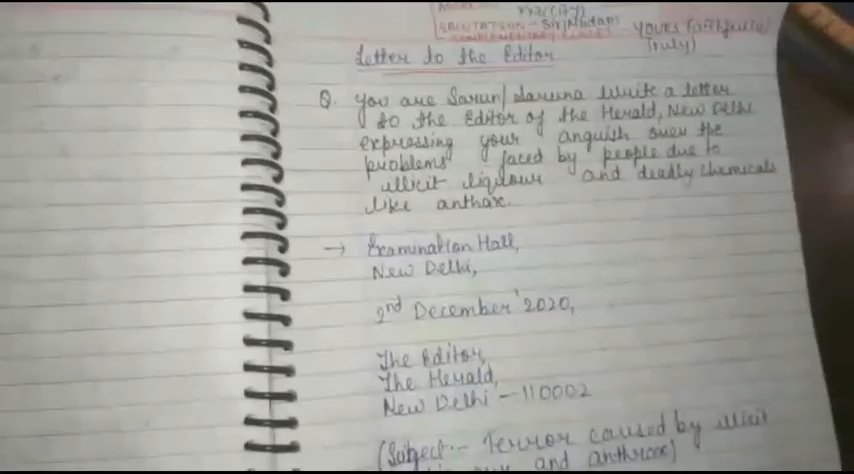 SALUTATION - Sir/Madam
COMPLEMENTARY CLOSE
YOURS Faithfully/
Truly)
Letter to the Editor
Q. You are Sarun/Saruna write a letter
to the Editor of the Herald, New Delhi
expressing your anguish over the
problems faced by people due to
illicit liquour and deadly chemicals
like anthax.
→ Examination Hall,
New Delhi,
2nd December' 2020,
The Editor,
The Herald,
New Delhi - 110002
(Subject:- Terror caused by illicit
and anthrax)